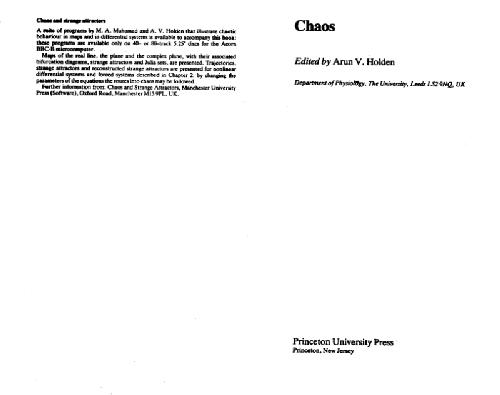 Chaos and strange attractors
A suite of programs by M. A. Muhamad and A. V. Holden that illustrate chaotic
behaviour in maps and in differential systems is available to accompany this book:
these programs are available only on 40- or 80-track 5.25" discs for the Acorn
BBC-B microcomputer.
Maps of the real line, the plane and the complex plane, with their associated
bifurcation diagrams, strange attractors and Julia sets, are presented. Trajectories,
strange attractors and reconstructed strange attractors are presented for nonlinear
differential systems and forced systems described in Chapter 2; by changing the
parameters of the equations the routes into chaos may be followed.
Further information from: Chaos and Strange Attractors, Manchester University
Press (Software), Oxford Road, Manchester M13 9PL, UK.
Chaos
Edited by Arun V. Holden
Department of Physiology, The University, Leeds LS2 9NQ, UK
Princeton University Press
Princeton, New Jersey